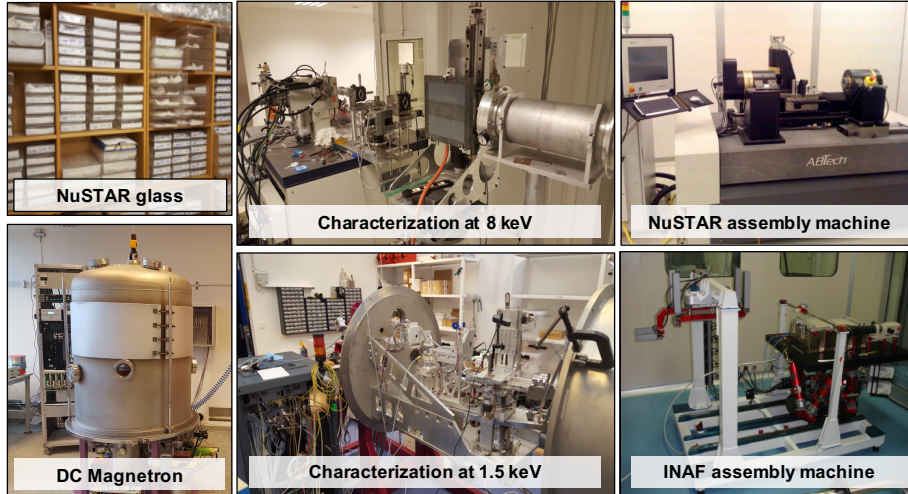 NuSTAR glass
Characterization at 8 keV
ABTech
NuSTAR assembly machine
DC Magnetron
Characterization at 1.5 keV
INAF assembly machine